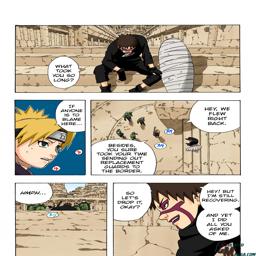 WHAT
TOOK YOU
SO LONG?
IF
ANYONE
IS TO
BLAME
HERE...
HEY, WE
FLEW
RIGHT
BACK.
BESIDES,
YOU SURE
TOOK YOUR TIME
SENDING OUT
REPLACEMENT
GUARDS TO
THE BORDER.
HMPH...
SO
LET'S
DROP IT,
OKAY?
HEY! BUT
I'M STILL
RECOVERING.
AND YET I
DID ALL
YOU ASKED
OF ME.